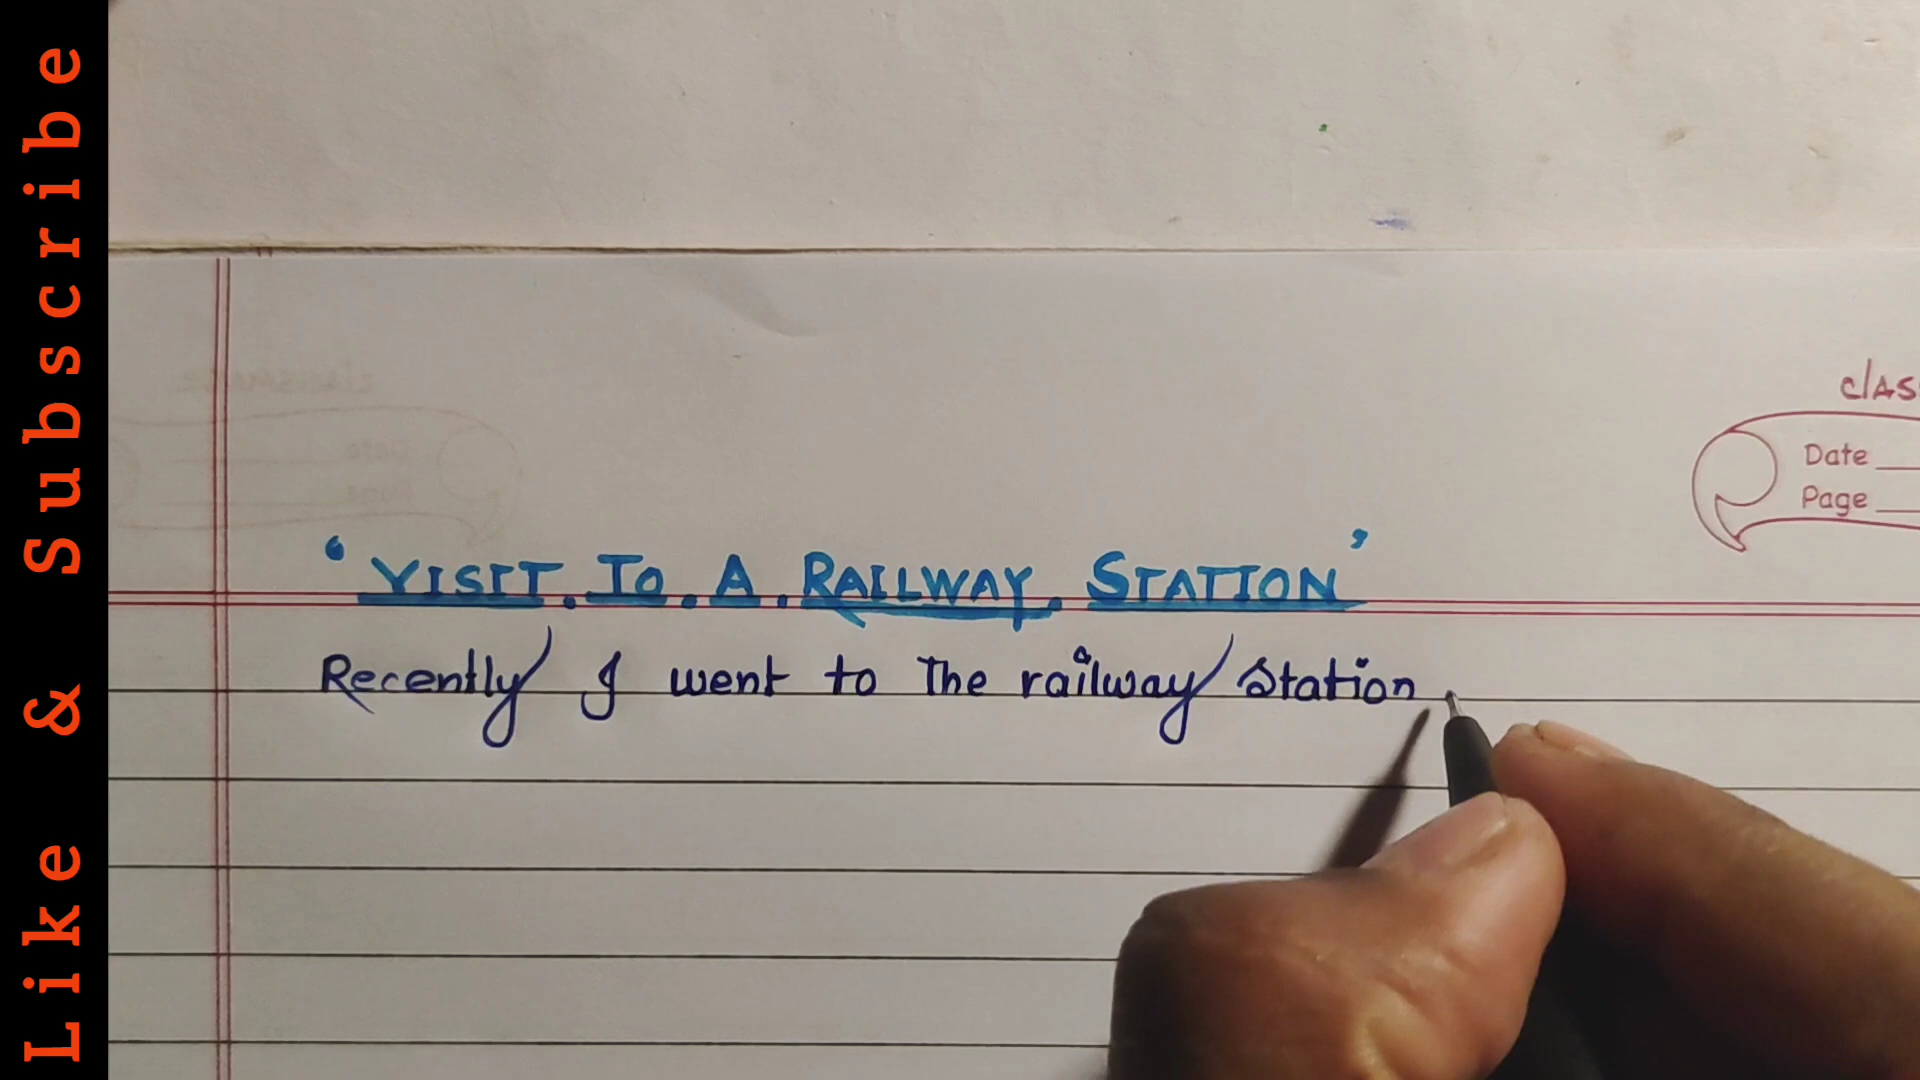 Like & Subscribe
clas
Date
Page
‘VISIT. TO. A. RAILWAY. STATION’
Recently I went to The railway Station